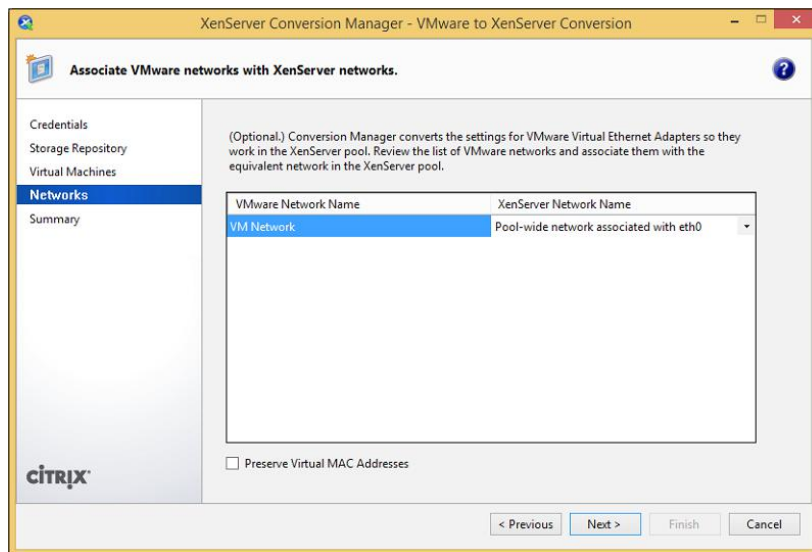 XenServer Conversion Manager - VMware to XenServer Conversion
Associate VMware networks with XenServer networks.
?
Credentials
Storage Repository
Virtual Machines
Networks
Summary
(Optional.) Conversion Manager converts the settings for VMware Virtual Ethernet Adapters so they
work in the XenServer pool. Review the list of VMware networks and associate them with the
equivalent network in the XenServer pool.
VMware Network Name XenServer Network Name
VM Network Pool-wide network associated with eth0
Preserve Virtual MAC Addresses
CİTRIX
< Previous Next > Finish Cancel